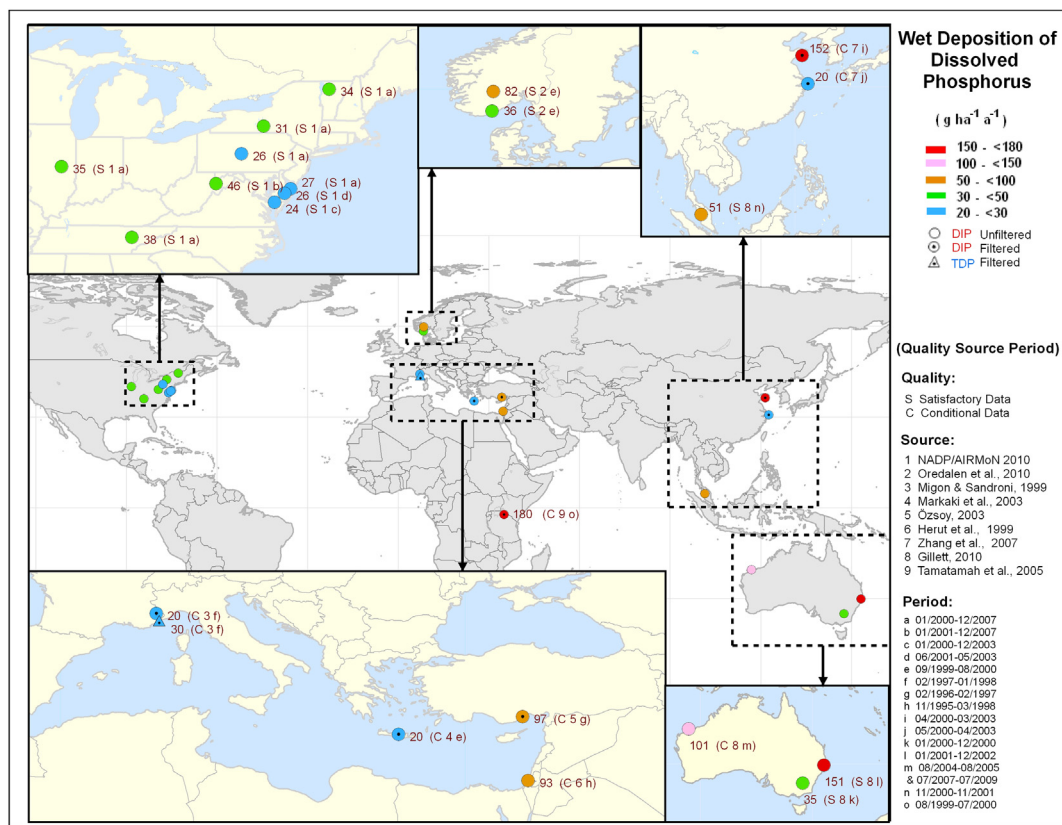 Wet Deposition of
Dissolved
Phosphorus
( g ha⁻¹ a⁻¹ )
150 - <180
100 - <150
50 - <100
30 - <50
20 - <30
DIP Unfiltered
DIP Filtered
TDP Filtered
(Quality Source Period)
Quality:
S Satisfactory Data
C Conditional Data
Source:
1 NADP/AIRMoN 2010
2 Oredalen et al., 2010
3 Migon & Sandroni, 1999
4 Markaki et al., 2003
5 Özsoy, 2003
6 Herut et al., 1999
7 Zhang et al., 2007
8 Gillett, 2010
9 Tamatamah et al., 2005
Period:
a 01/2000-12/2007
b 01/2001-12/2007
c 01/2000-12/2003
d 06/2001-05/2003
e 09/1999-08/2000
f 02/1997-01/1998
g 02/1996-02/1997
h 11/1995-03/1998
i 04/2000-03/2003
j 05/2000-04/2003
k 01/2000-12/2000
l 01/2001-12/2002
m 08/2004-08/2005
& 07/2007-07/2009
n 11/2000-11/2001
o 08/1999-07/2000
34 (S 1 a)
31 (S 1 a)
26 (S 1 a)
35 (S 1 a)
46 (S 1 b)
27 (S 1 a)
26 (S 1 d)
24 (S 1 c)
38 (S 1 a)
82 (S 2 e)
36 (S 2 e)
152 (C 7 i)
20 (C 7 j)
51 (S 8 n)
180 (C 9 o)
20 (C 3 f)
30 (C 3 f)
97 (C 5 g)
20 (C 4 e)
93 (C 6 h)
101 (C 8 m)
151 (S 8 l)
35 (S 8 k)